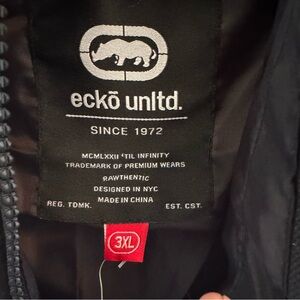 eckō unltd.
SINCE 1972
MCMLXXII 'TIL INFINITY
TRADEMARK OF PREMIUM WEARS
RAWTHENTIC
DESIGNED IN NYC
REG. TDMK. MADE IN CHINA EST. CST.
3XL